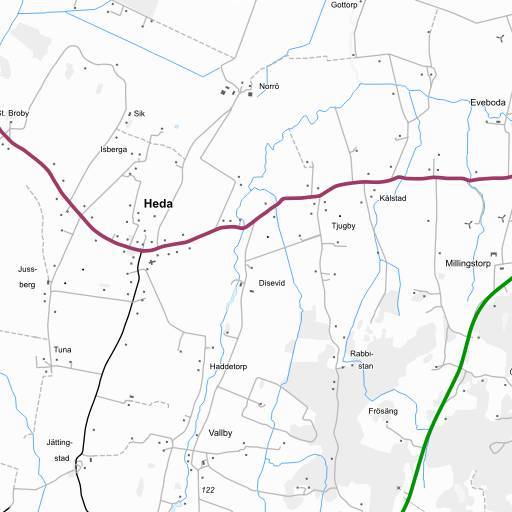 Gottorp
Norrö
Eveboda
St. Broby
Sik
Isberga
Heda
Kålstad
Tjugby
Juss-
berg
Millingstorp
Disevid
Tuna
Rabbi-
stan
Haddetorp
Frösäng
Vallby
Jätting-
stad
122